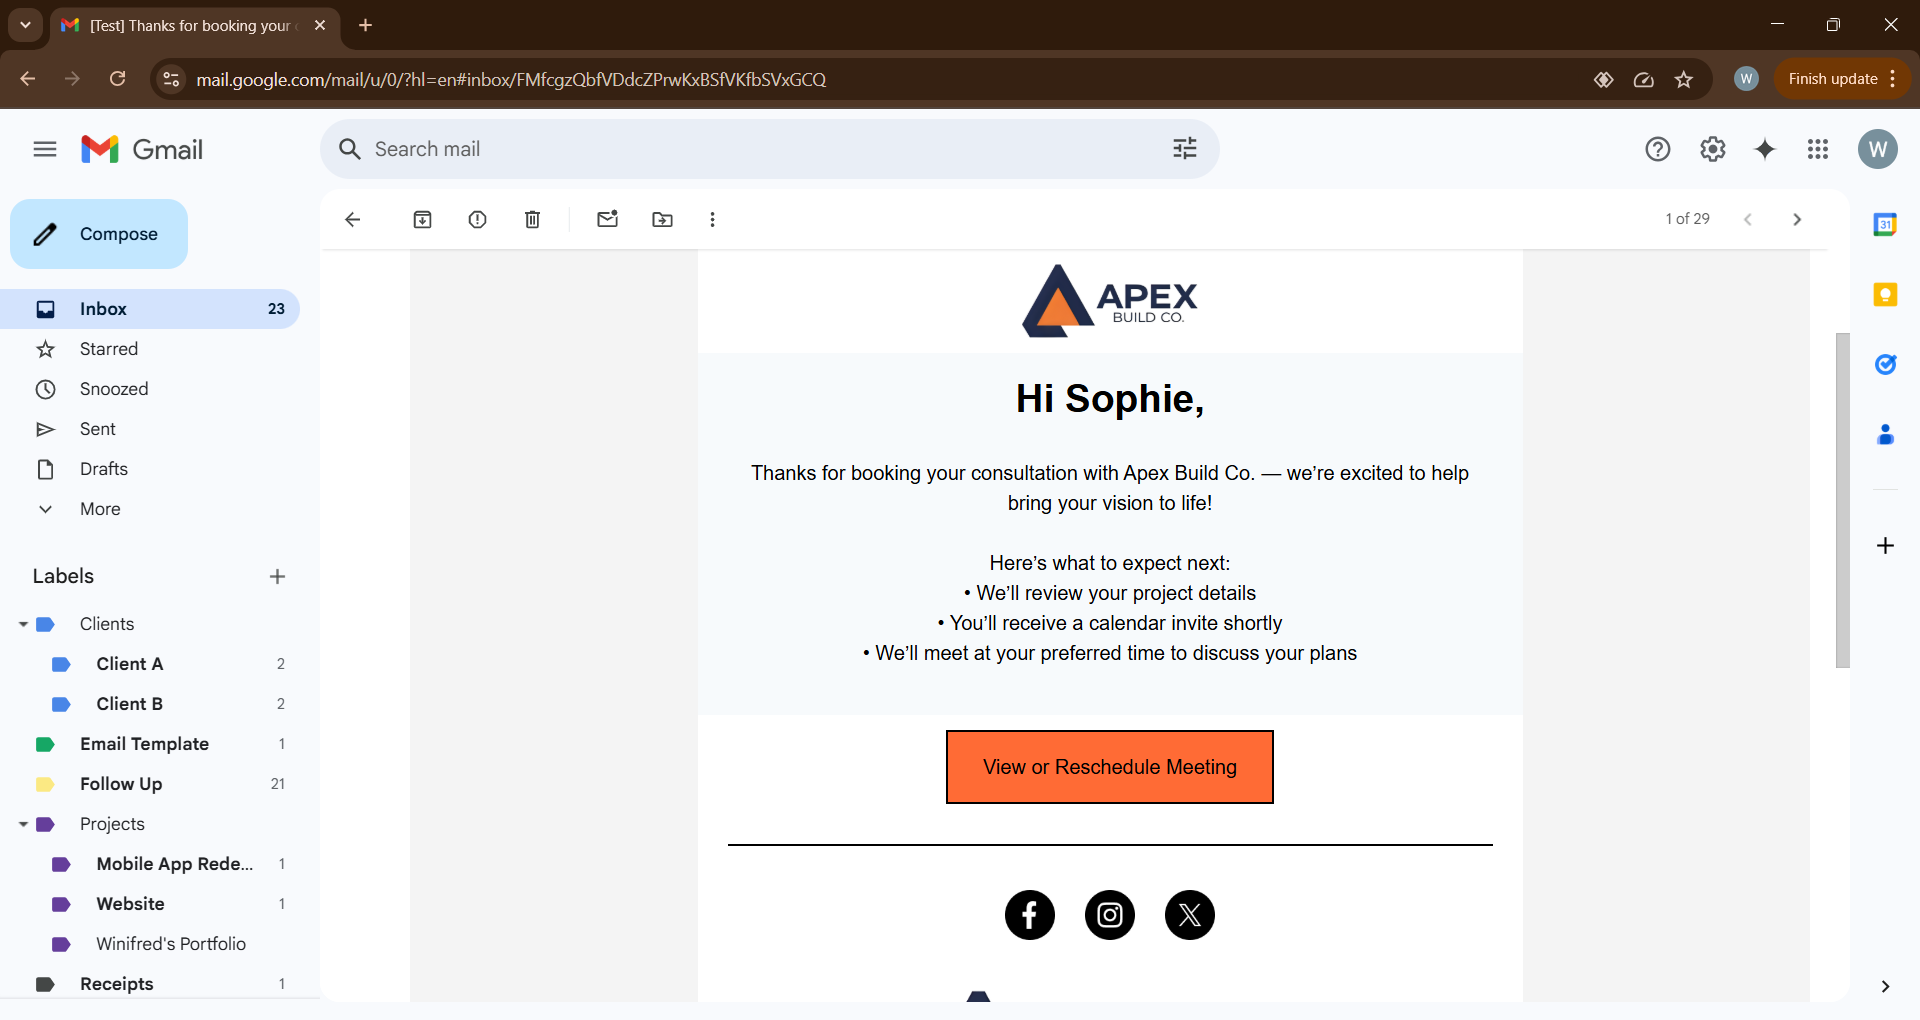 [Test] Thanks for booking your
mail.google.com/mail/u/0/?hl=en#inbox/FMfcgzQbfVDdcZPrwKxBSfVKfbSVxGCQ
W
Finish update
Gmail
Search mail
W
Compose
1 of 29
31
Inbox 23
Starred
Snoozed
Sent
Drafts
More
Labels
Clients
Client A 2
Client B 2
Email Template 1
Follow Up 21
Projects
Mobile App Rede... 1
Website 1
Winifred's Portfolio
Receipts 1
APEX
BUILD CO.
Hi Sophie,
Thanks for booking your consultation with Apex Build Co. — we’re excited to help
bring your vision to life!
Here’s what to expect next:
• We’ll review your project details
• You’ll receive a calendar invite shortly
• We’ll meet at your preferred time to discuss your plans
View or Reschedule Meeting